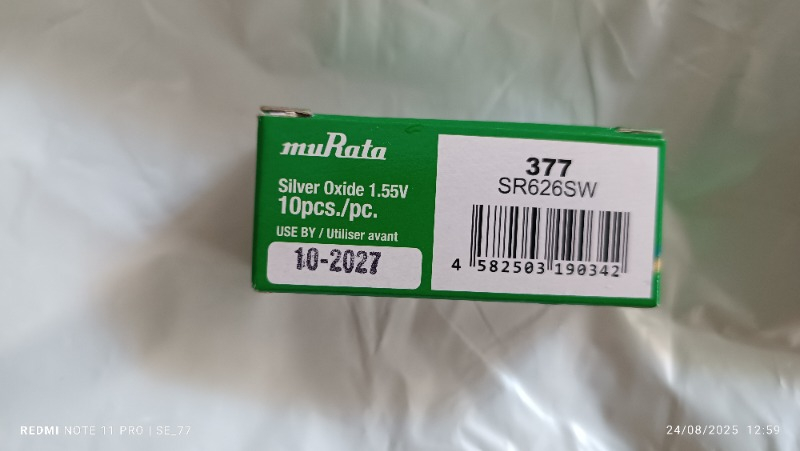 muRata
Silver Oxide 1.55V
10pcs./pc.
USE BY / Utiliser avant
10-2027
377
SR626SW
4 582503 190342
REDMI NOTE 11 PRO | SE_77
24/08/2025 12:59